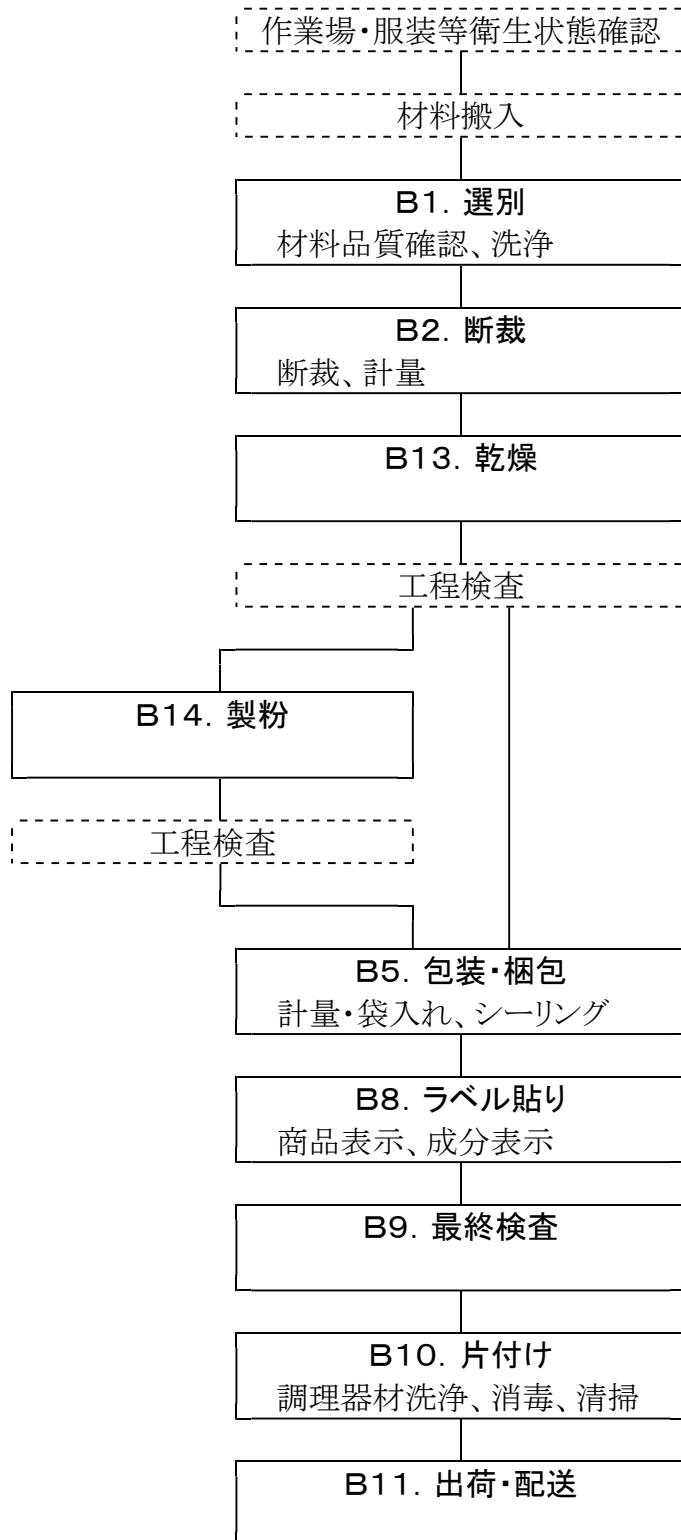 作業場・服装等衛生状態確認
材料搬入
B1. 選別
材料品質確認、洗浄
B2. 断裁
断裁、計量
B13. 乾燥
工程検査
B14. 製粉
工程検査
B5. 包装・梱包
計量・袋入れ、シーリング
B8. ラベル貼り
商品表示、成分表示
B9. 最終検査
B10. 片付け
調理器材洗浄、消毒、清掃
B11. 出荷・配送